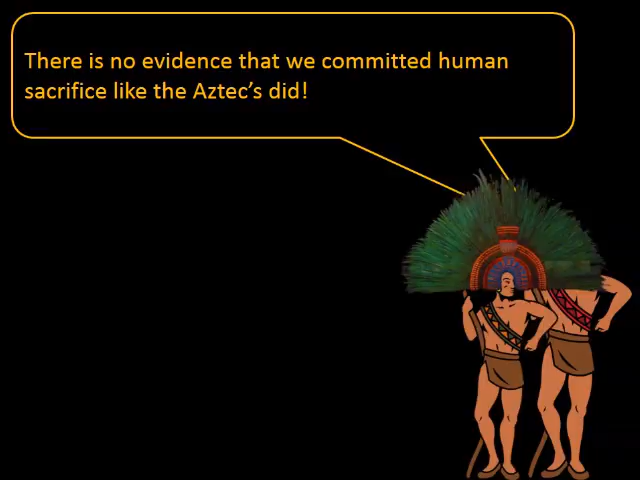 There is no evidence that we committed human
sacrifice like the Aztec’s did!